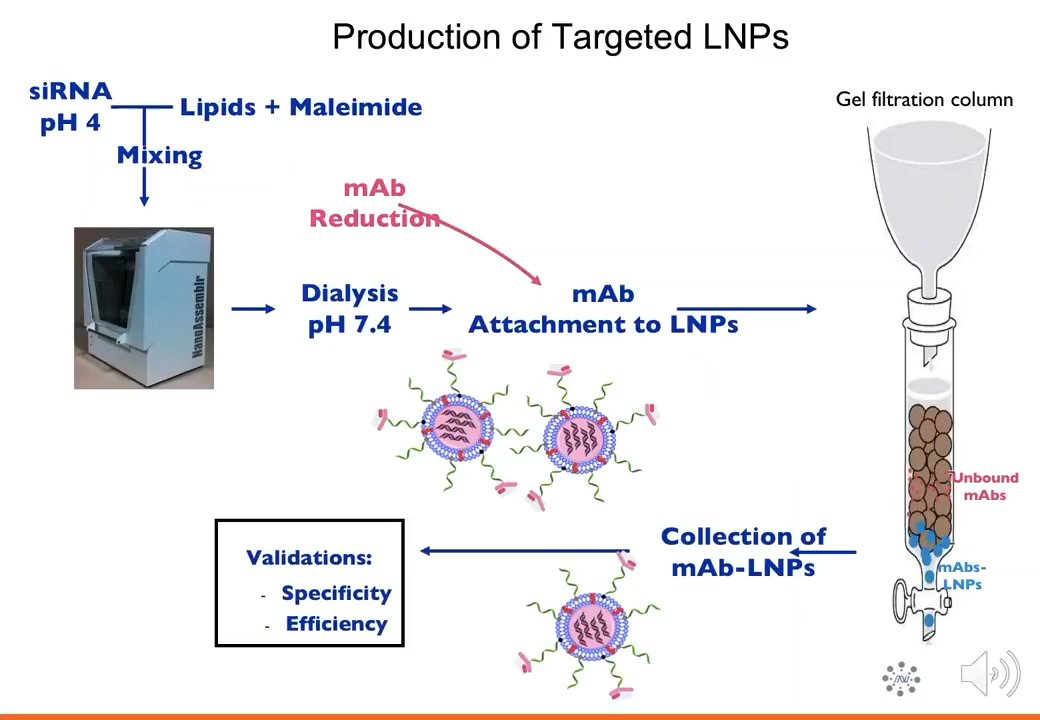 Production of Targeted LNPs
siRNA
pH 4
Lipids + Maleimide
Mixing
Gel filtration column
mAb
Reduction
NanoAssemblr
Dialysis
pH 7.4
mAb
Attachment to LNPs
Unbound
mAbs
mAbs-
LNPs
Collection of
mAb-LNPs
Validations:
- Specificity
- Efficiency